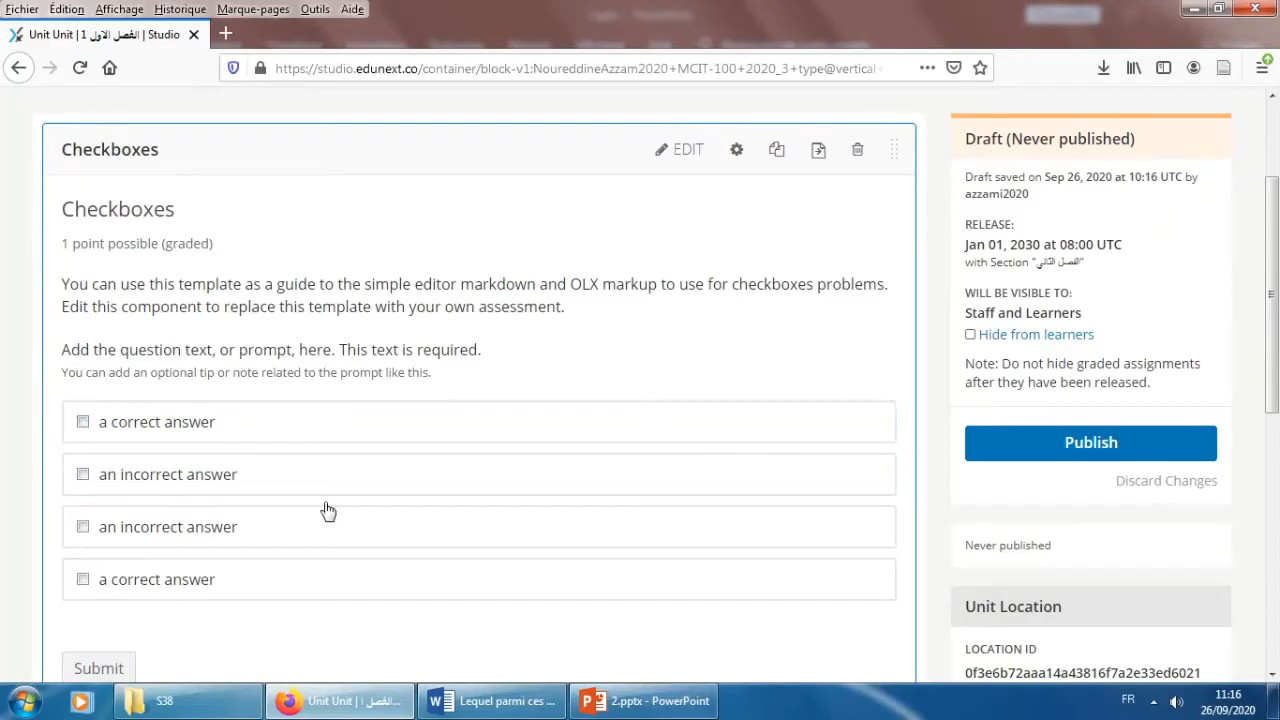 Fichier Édition Affichage Historique Marque-pages Outils Aide
Unit Unit | الفصل الاول 1 | Studio
https://studio.edunext.co/container/block-v1:NoureddineAzzam2020+MCIT-100+2020_3+type@vertical
Checkboxes
EDIT
Checkboxes
1 point possible (graded)
You can use this template as a guide to the simple editor markdown and OLX markup to use for checkboxes problems.
Edit this component to replace this template with your own assessment.
Add the question text, or prompt, here. This text is required.
You can add an optional tip or note related to the prompt like this.
a correct answer
an incorrect answer
an incorrect answer
a correct answer
Submit
Draft (Never published)
Draft saved on Sep 26, 2020 at 10:16 UTC by
azzami2020
RELEASE:
Jan 01, 2030 at 08:00 UTC
with Section "الفصل الثاني"
WILL BE VISIBLE TO:
Staff and Learners
Hide from learners
Note: Do not hide graded assignments
after they have been released.
Publish
Discard Changes
Never published
Unit Location
LOCATION ID
0f3e6b72aaa14a43816f7a2e33ed6021
S38
Unit Unit | الفصل ا...
Lequel parmi ces ...
2.pptx - PowerPoint
FR
11:16
26/09/2020